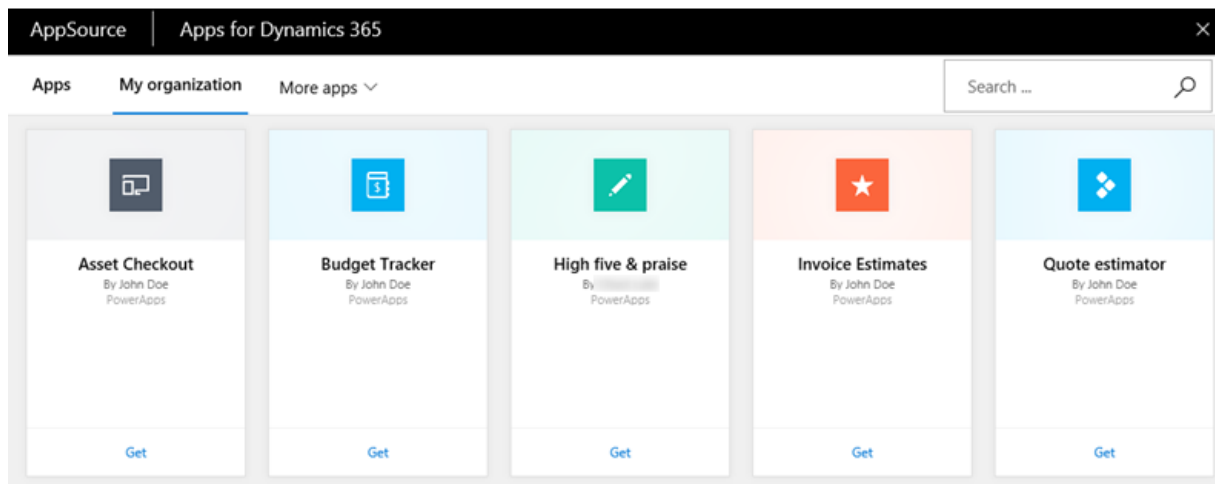 AppSource Apps for Dynamics 365
Apps My organization More apps
Search ...
Asset Checkout
By John Doe
PowerApps
Get
Budget Tracker
By John Doe
PowerApps
Get
High five & praise
By
PowerApps
Get
Invoice Estimates
By John Doe
PowerApps
Get
Quote estimator
By John Doe
PowerApps
Get